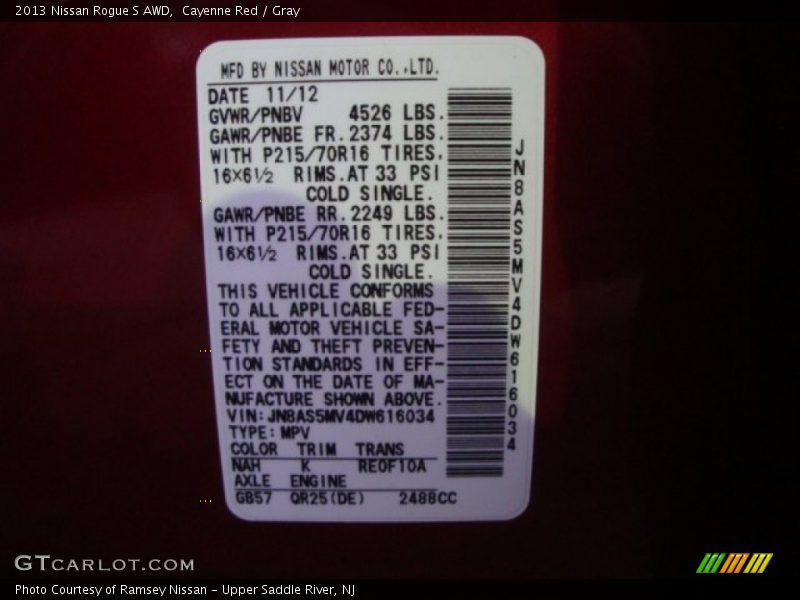 2013 Nissan Rogue S AWD,  Cayenne Red / Gray
MFD BY NISSAN MOTOR CO.,LTD.
DATE 11/12
GVWR/PNBV 4526 LBS.
GAWR/PNBE FR. 2374 LBS.
WITH P215/70R16 TIRES,
16×6½ RIMS. AT 33 PSI
COLD SINGLE.
GAWR/PNBE RR. 2249 LBS.
WITH P215/70R16 TIRES.
16×6½ RIMS. AT 33 PSI
COLD SINGLE.
THIS VEHICLE CONFORMS
TO ALL APPLICABLE FED-
ERAL MOTOR VEHICLE SA-
FETY AND THEFT PREVEN-
TION STANDARDS IN EFF-
ECT ON THE DATE OF MA-
NUFACTURE SHOWN ABOVE.
VIN: JN8AS5MV4DW616034
TYPE: MPV
COLOR TRIM TRANS
NAH K RE0F10A
AXLE ENGINE
GB57 QR25(DE) 2488CC
JN8AS5MV4DW616034
GTCARLOT.COM
Photo Courtesy of Ramsey Nissan - Upper Saddle River, NJ